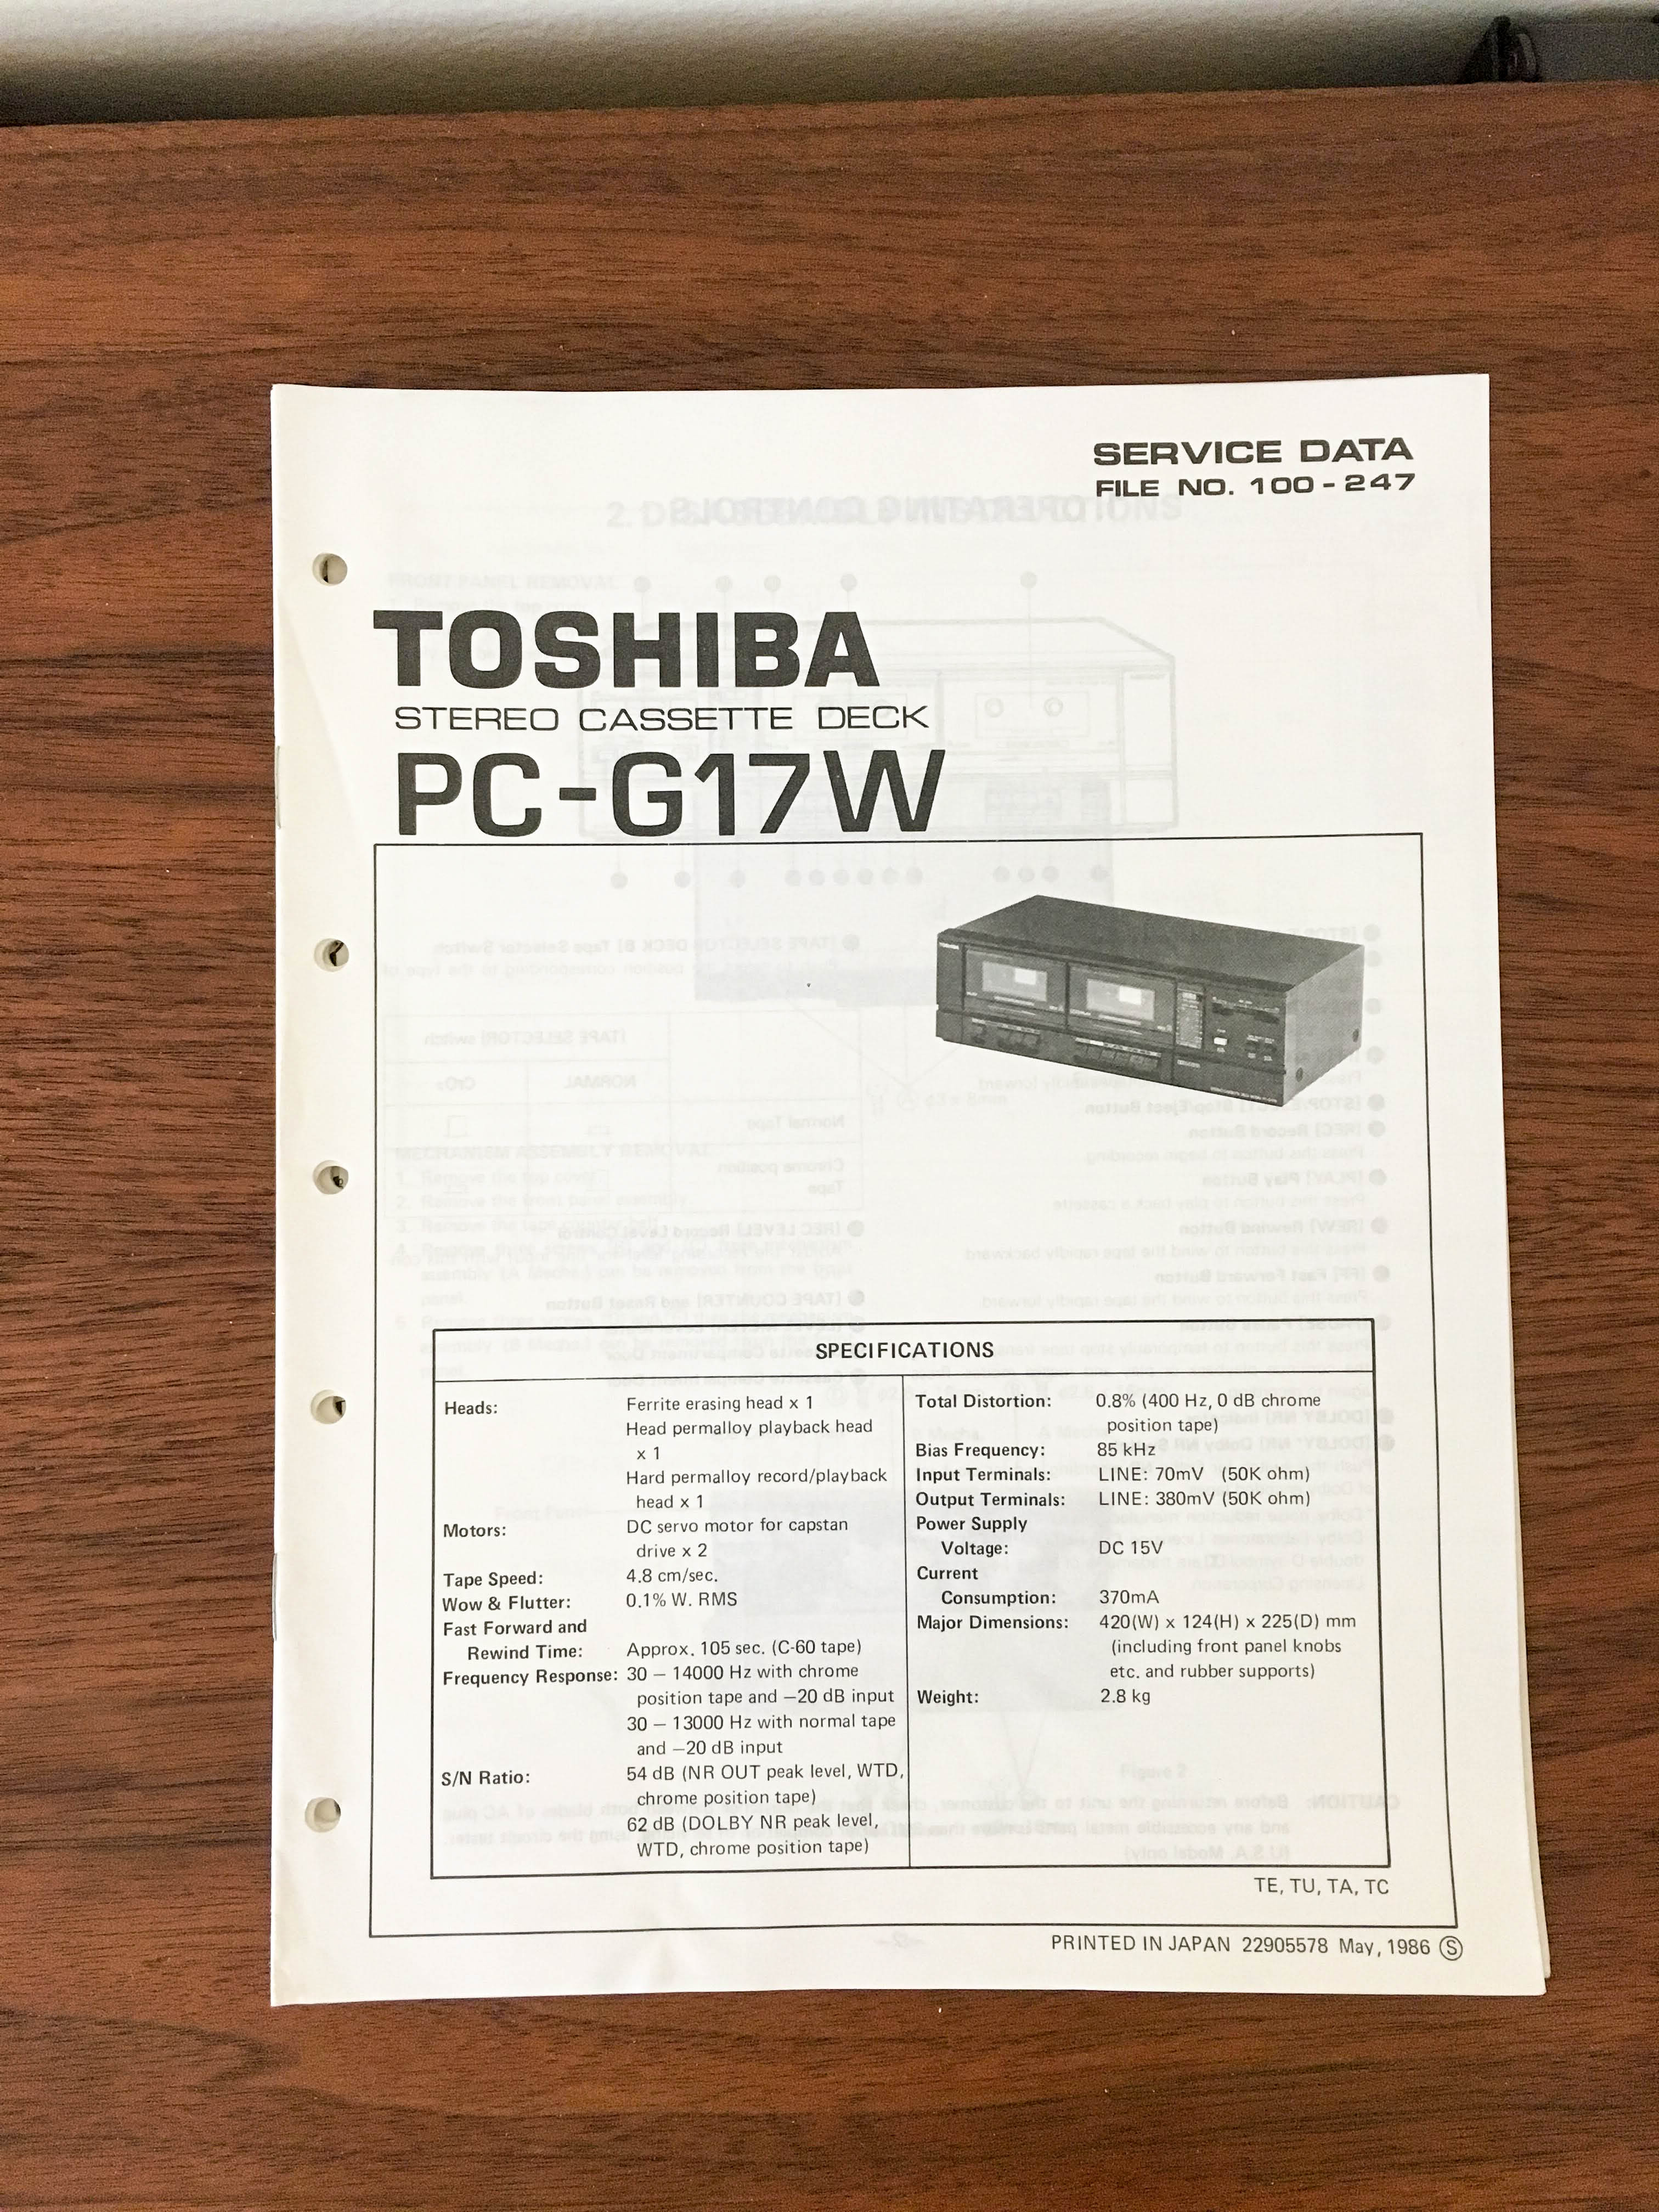 SERVICE DATA
FILE NO. 100-247
TOSHIBA
STEREO CASSETTE DECK
PC-G17W
SPECIFICATIONS
Heads: Ferrite erasing head x 1
Head permalloy playback head
x 1
Hard permalloy record/playback
head x 1
Motors: DC servo motor for capstan
drive x 2
Tape Speed: 4.8 cm/sec.
Wow & Flutter: 0.1% W. RMS
Fast Forward and
Rewind Time: Approx. 105 sec. (C-60 tape)
Frequency Response: 30 – 14000 Hz with chrome
position tape and –20 dB input
30 – 13000 Hz with normal tape
and –20 dB input
S/N Ratio: 54 dB (NR OUT peak level, WTD,
chrome position tape)
62 dB (DOLBY NR peak level,
WTD, chrome position tape)
Total Distortion: 0.8% (400 Hz, 0 dB chrome
position tape)
Bias Frequency: 85 kHz
Input Terminals: LINE: 70mV (50K ohm)
Output Terminals: LINE: 380mV (50K ohm)
Power Supply
Voltage: DC 15V
Current
Consumption: 370mA
Major Dimensions: 420(W) x 124(H) x 225(D) mm
(including front panel knobs
etc. and rubber supports)
Weight: 2.8 kg
TE, TU, TA, TC
PRINTED IN JAPAN 22905578 May, 1986 Ⓢ